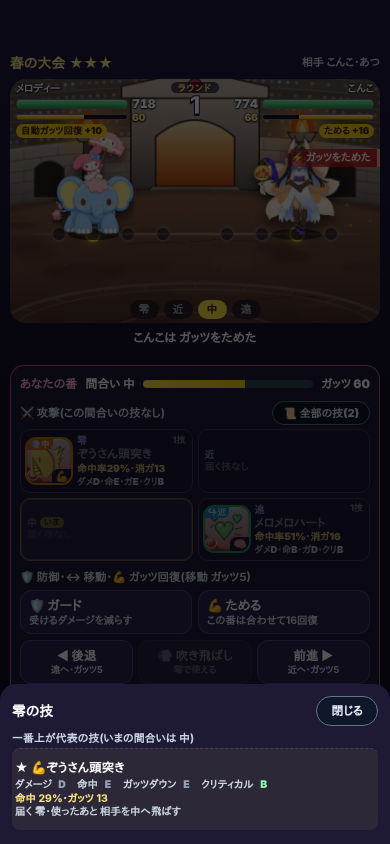 春の大会 ★★★
相手 こんこ·あつ
メロディー
ラウンド
こんこ
718
1
774
60
66
自動ガッツ回復 +10
ためる +16
⚡ ガッツをためた
零
近
中
遠
こんこは ガッツをためた
あなたの番 間合い 中
ガッツ 60
⚔️ 攻撃(この間合いの技なし)
📜 全部の技(2)
零
1技
ぞうさん頭突き
命中率29%·消ガ13
ダメD·命E·ガE·クリB
近
届く技なし
中 いま
届く技なし
遠
1技
メロメロハート
命中率51%·消ガ16
ダメD·命B·ガD·クリB
🛡️ 防御·↔ 移動·💪 ガッツ回復(移動 ガッツ5)
🛡️ ガード
受けるダメージを減らす
💪 ためる
この番は合わせて16回復
◀ 後退
遠へ·ガッツ5
💨 吹き飛ばし
零で使える
前進 ▶
近へ·ガッツ5
零の技
閉じる
一番上が代表の技(いまの間合いは 中)
★ 💪ぞうさん頭突き
ダメージ D 命中 E ガッツダウン E クリティカル B
命中 29%·ガッツ 13
届く 零·使ったあと 相手を中へ飛ばす